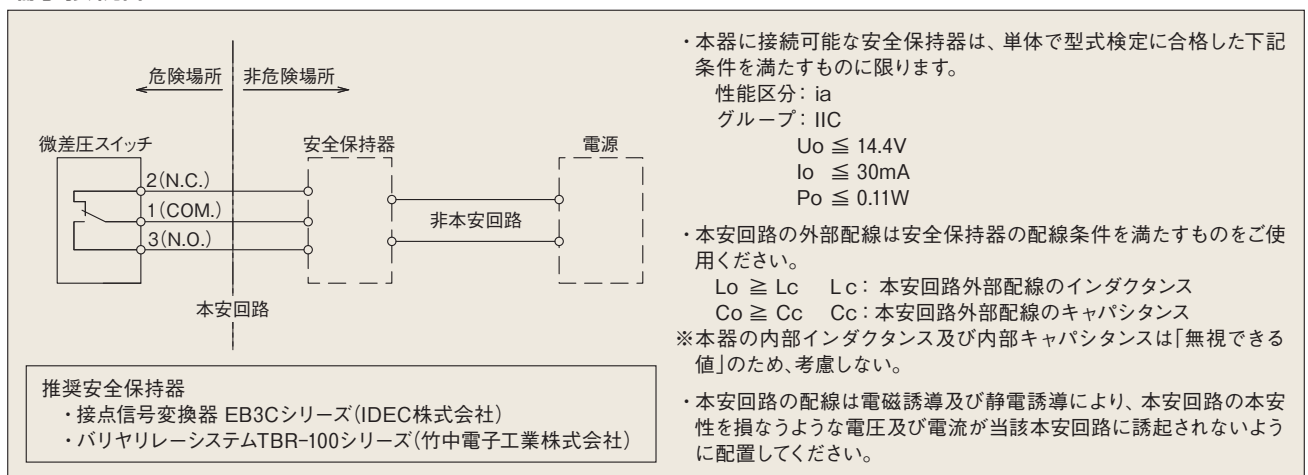 危険場所
非危険場所
微差圧スイッチ
安全保持器
電源
2(N.C.)
1(COM.)
3(N.O.)
非本安回路
本安回路
推奨安全保持器
・接点信号変換器 EB3Cシリーズ(IDEC株式会社)
・バリヤリレーシステムTBR-100シリーズ(竹中電子工業株式会社)
・本器に接続可能な安全保持器は、単体で型式検定に合格した下記
条件を満たすものに限ります。
性能区分：ia
グループ：IIC
Uo ≦ 14.4V
Io ≦ 30mA
Po ≦ 0.11W
・本安回路の外部配線は安全保持器の配線条件を満たすものをご使
用ください。
Lo ≧ Lc Lc：本安回路外部配線のインダクタンス
Co ≧ Cc Cc：本安回路外部配線のキャパシタンス
※本器の内部インダクタンス及び内部キャパシタンスは「無視できる
値」のため、考慮しない。
・本安回路の配線は電磁誘導及び静電誘導により、本安回路の本安
性を損なうような電圧及び電流が当該本安回路に誘起されないよう
に配置してください。